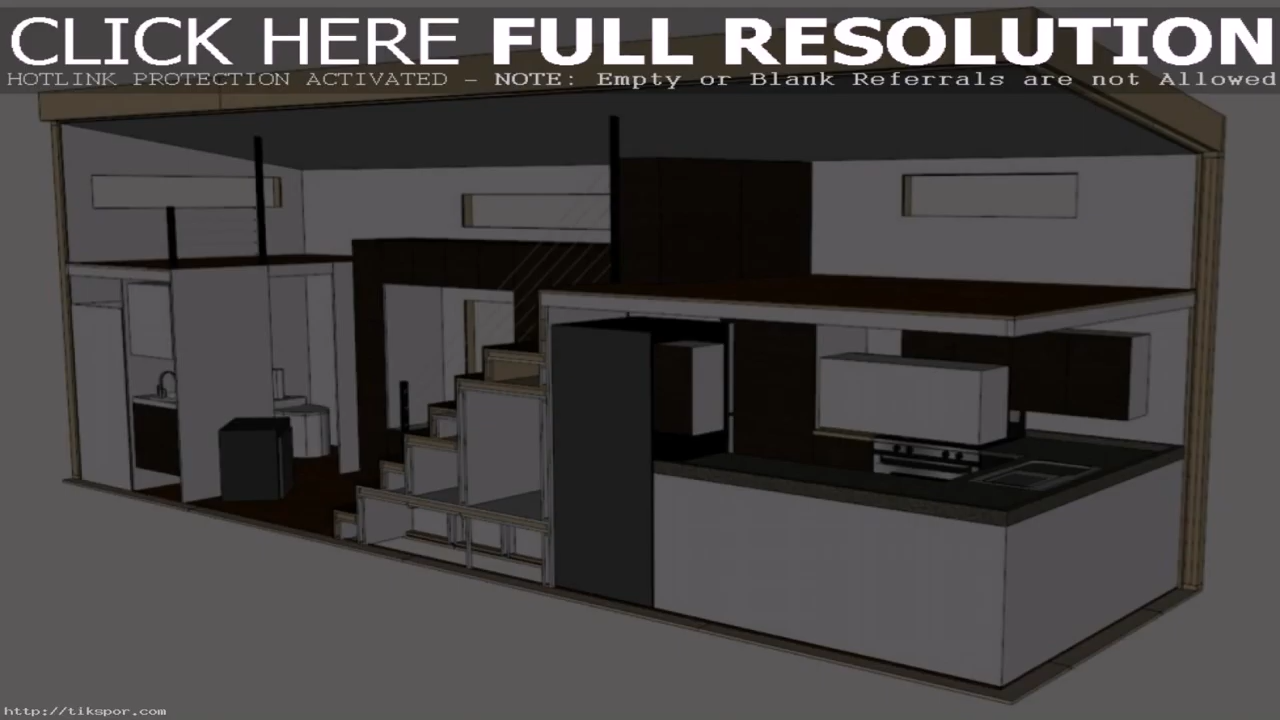 CLICK HERE FULL RESOLUTION
HOTLINK PROTECTION ACTIVATED – NOTE: Empty or Blank Referrals are not Allowed
http://tikspor.com